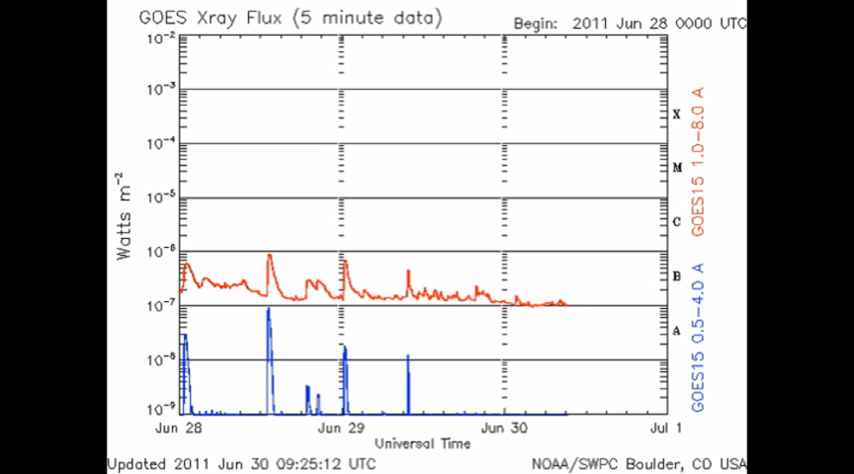 GOES Xray Flux (5 minute data)
Begin: 2011 Jun 28 0000 UTC
10⁻²
10⁻³
10⁻⁴
10⁻⁵
10⁻⁶
10⁻⁷
10⁻⁸
10⁻⁹
Watts m⁻²
X
M
C
B
A
GOES15 1.0–8.0 A
GOES15 0.5–4.0 A
Jun 28
Jun 29
Jun 30
Jul 1
Universal Time
Updated 2011 Jun 30 09:25:12 UTC
NOAA/SWPC Boulder, CO USA